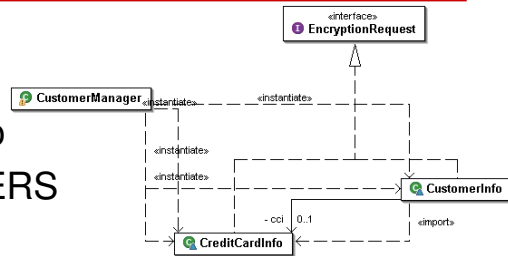 «interface»
EncryptionRequest
CustomerManager
«instantiate»
«instantiate»
«instantiate»
ERS
«instantiate»
CustomerInfo
- cci
0..1
«import»
CreditCardInfo